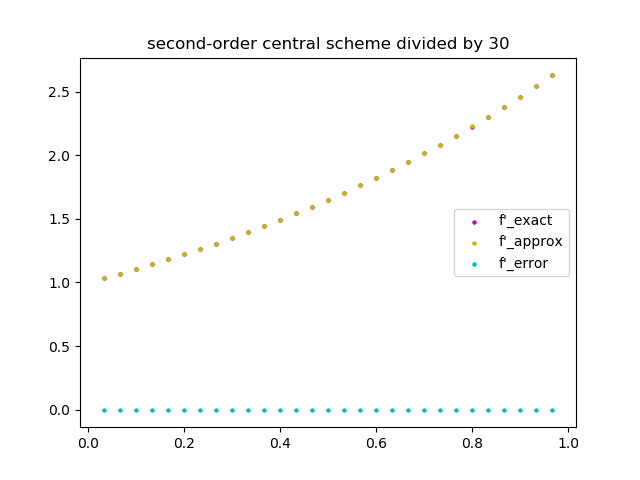 second-order central scheme divided by 30
2.5
2.0
1.5
1.0
0.5
0.0
f'_exact
f'_approx
f'_error
0.0 0.2 0.4 0.6 0.8 1.0